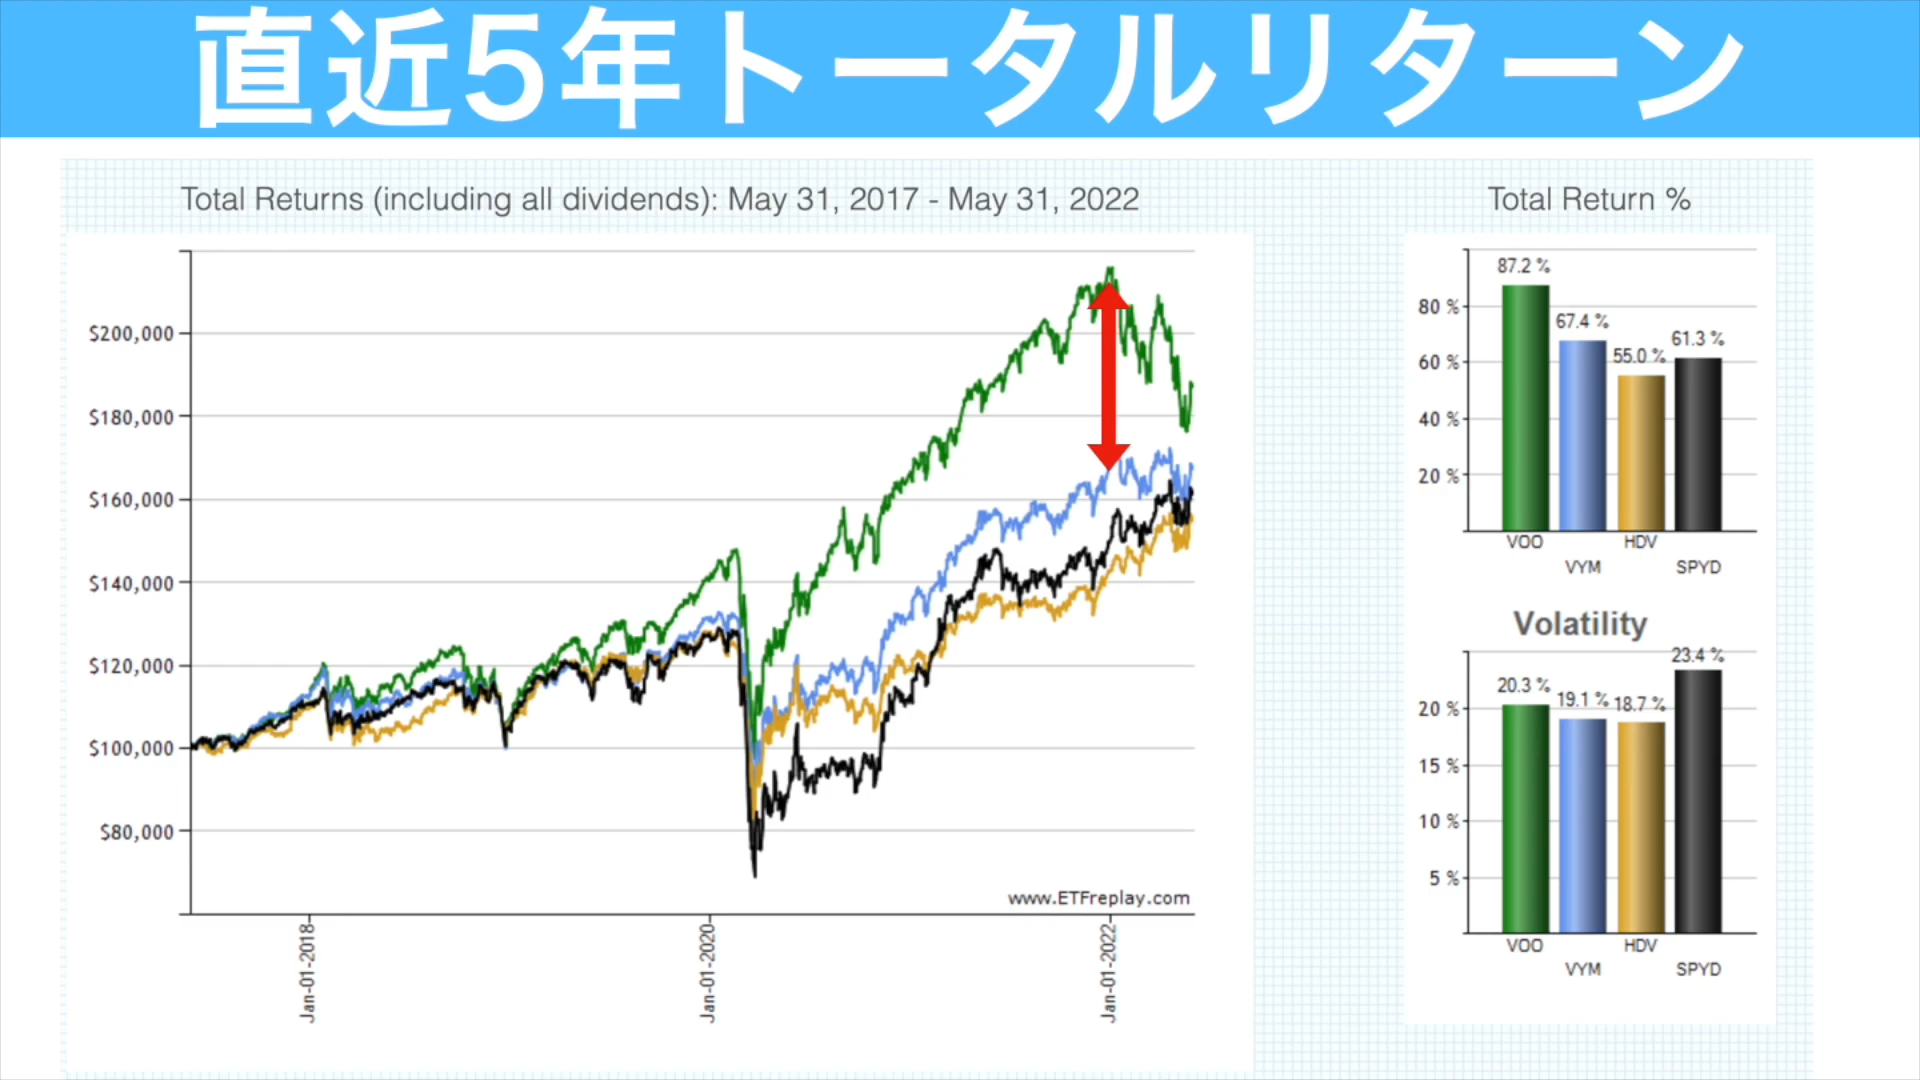 直近5年トータルリターン
Total Returns (including all dividends): May 31, 2017 - May 31, 2022
$200,000
$180,000
$160,000
$140,000
$120,000
$100,000
$80,000
www.ETFreplay.com
Jan-01-2018
Jan-01-2020
Jan-01-2022
Total Return %
87.2 %
67.4 %
55.0 %
61.3 %
80 %
60 %
40 %
20 %
VOO
VYM
HDV
SPYD
Volatility
20.3 %
19.1 %
18.7 %
23.4 %
20 %
15 %
10 %
5 %
VOO
VYM
HDV
SPYD